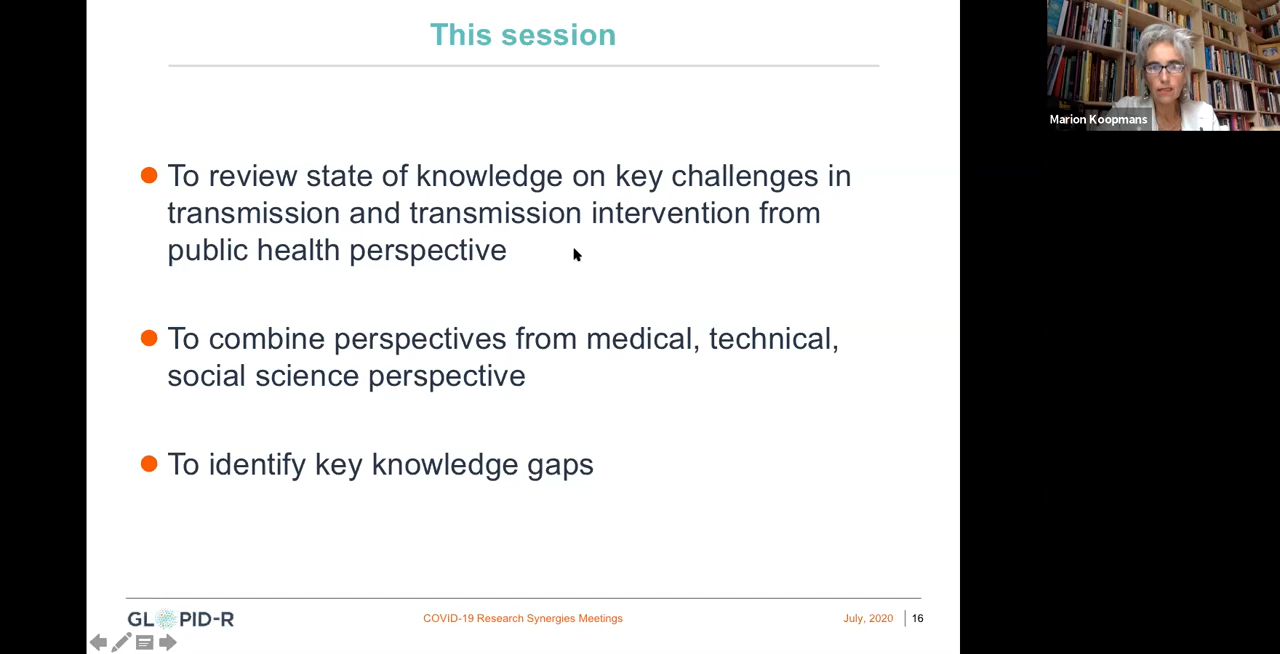 This session
Marion Koopmans
To review state of knowledge on key challenges in
transmission and transmission intervention from
public health perspective
To combine perspectives from medical, technical,
social science perspective
To identify key knowledge gaps
GLOPID-R
COVID-19 Research Synergies Meetings
July, 2020
16